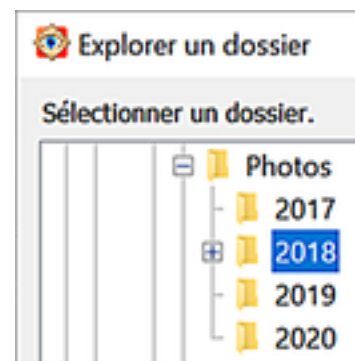 Explorer un dossier
Sélectionner un dossier.
Photos
2017
2018
2019
2020